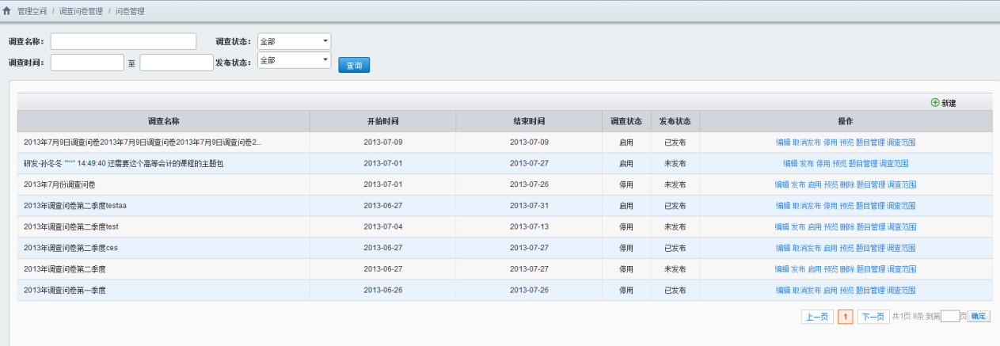 管理空间 / 调查问卷管理 / 问卷管理
调查名称： 调查状态： 全部
调查时间： 至 发布状态： 全部 查询
新建
调查名称 开始时间 结束时间 调查状态 发布状态 操作
2013年7月9日调查问卷2013年7月9日调查问卷2013年7月9日调查问卷2... 2013-07-09 2013-07-09 启用 已发布 编辑 取消发布 停用 预览 题目管理 调查范围
研发-孙冬冬 14:49:40 还需要这个高等会计的课程的主题包 2013-07-01 2013-07-27 启用 未发布 编辑 发布 停用 预览 题目管理 调查范围
2013年7月份调查问卷 2013-07-01 2013-07-26 停用 未发布 编辑 发布 启用 预览 删除 题目管理 调查范围
2013年调查问卷第二季度testaa 2013-06-27 2013-07-31 启用 已发布 编辑 取消发布 停用 预览 题目管理 调查范围
2013年调查问卷第二季度test 2013-07-04 2013-07-13 停用 未发布 编辑 发布 启用 预览 删除 题目管理 调查范围
2013年调查问卷第二季度ces 2013-06-27 2013-07-27 停用 已发布 编辑 取消发布 启用 预览 题目管理 调查范围
2013年调查问卷第二季度 2013-06-27 2013-07-27 停用 未发布 编辑 发布 启用 预览 删除 题目管理 调查范围
2013年调查问卷第一季度 2013-06-26 2013-07-26 停用 已发布 编辑 取消发布 启用 预览 题目管理 调查范围
上一页 1 下一页 共1页 8条 到第 页 确定